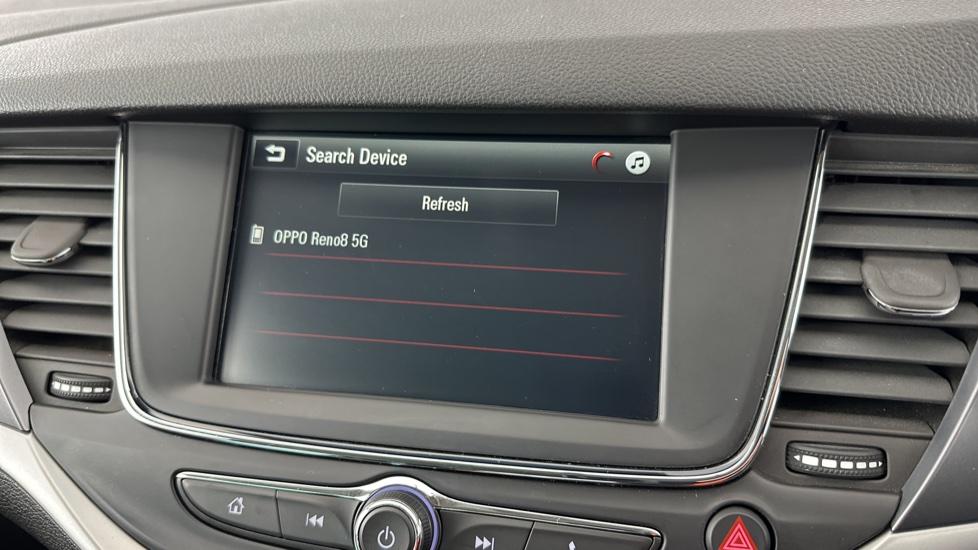 Search Device
Refresh
OPPO Reno8 5G